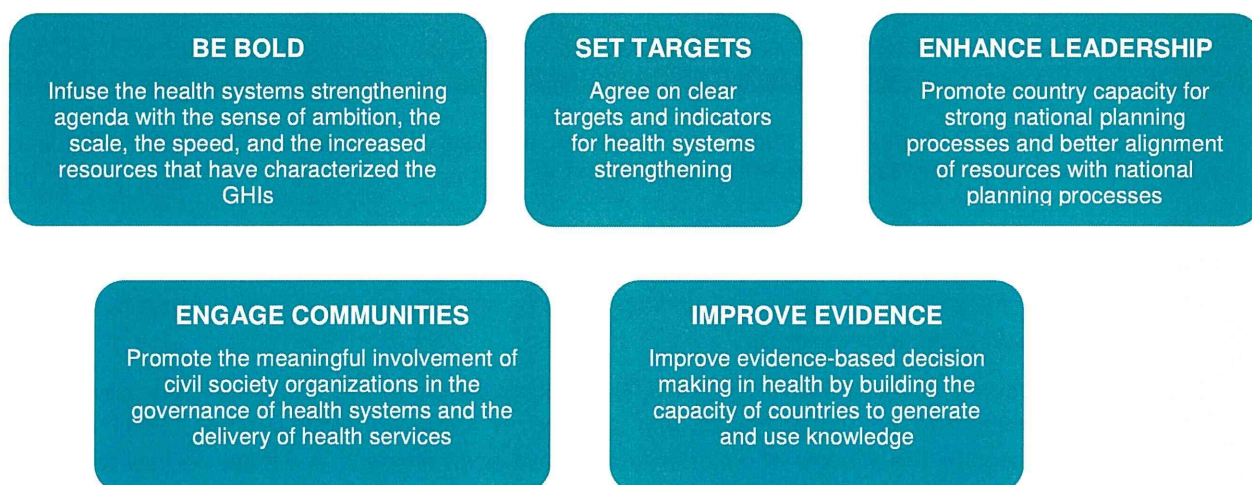 BE BOLD
Infuse the health systems strengthening
agenda with the sense of ambition, the
scale, the speed, and the increased
resources that have characterized the
GHIs
SET TARGETS
Agree on clear
targets and indicators
for health systems
strengthening
ENHANCE LEADERSHIP
Promote country capacity for
strong national planning
processes and better alignment
of resources with national
planning processes
ENGAGE COMMUNITIES
Promote the meaningful involvement of
civil society organizations in the
governance of health systems and the
delivery of health services
IMPROVE EVIDENCE
Improve evidence-based decision
making in health by building the
capacity of countries to generate
and use knowledge